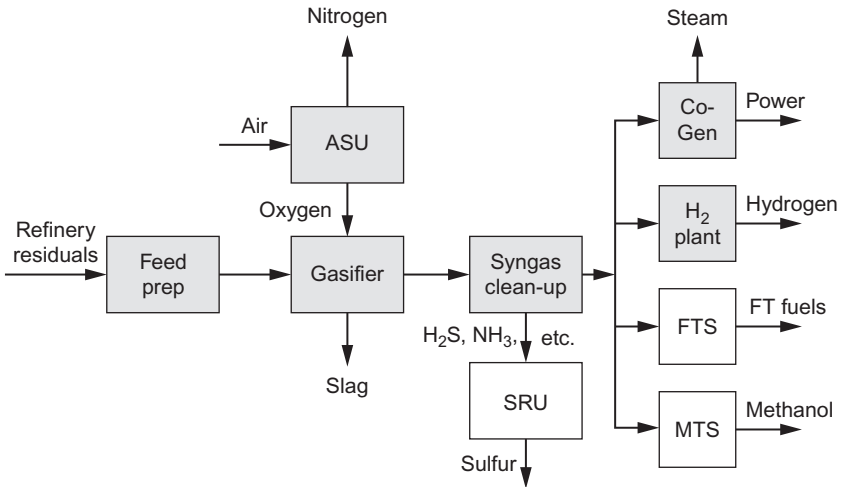 Nitrogen
Steam
Air
ASU
Co-
Gen
Power
Oxygen
Refinery
residuals
Feed
prep
Gasifier
Syngas
clean-up
H₂
plant
Hydrogen
H₂S, NH₃, etc.
FTS
FT fuels
Slag
SRU
MTS
Methanol
Sulfur